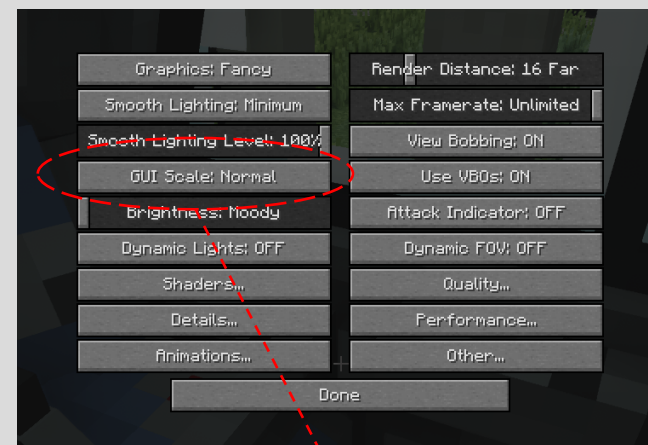 Graphics: Fancy
Render Distance: 16 Far
Smooth Lighting: Minimum
Max Framerate: Unlimited
Smooth Lighting Level: 100%
View Bobbing: ON
GUI Scale: Normal
Use VBOs: ON
Brightness: Moody
Attack Indicator: OFF
Dynamic Lights: OFF
Dynamic FOV: OFF
Shaders...
Quality...
Details...
Performance...
Animations...
Other...
Done